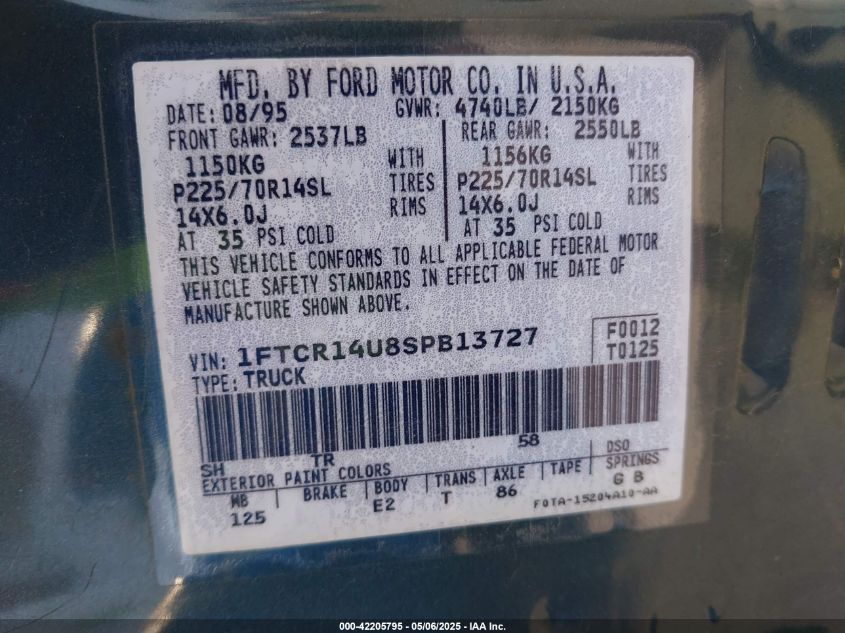 MFD. BY FORD MOTOR CO. IN U.S.A.
DATE: 08/95 GVWR: 4740LB/ 2150KG
FRONT GAWR: 2537LB REAR GAWR: 2550LB
1150KG WITH 1156KG WITH
P225/70R14SL TIRES P225/70R14SL TIRES
14X6.0J RIMS 14X6.0J RIMS
AT 35 PSI COLD AT 35 PSI COLD
THIS VEHICLE CONFORMS TO ALL APPLICABLE FEDERAL MOTOR
VEHICLE SAFETY STANDARDS IN EFFECT ON THE DATE OF
MANUFACTURE SHOWN ABOVE.
VIN: 1FTCR14U8SPB13727 F0012
TYPE: TRUCK T0125
SH TR 58
EXTERIOR PAINT COLORS DSO
WB BRAKE BODY TRANS AXLE TAPE SPRINGS
125 E2 T 86 G B
F0TA-15204A10-AA
000-42205795 - 05/06/2025 - IAA Inc.